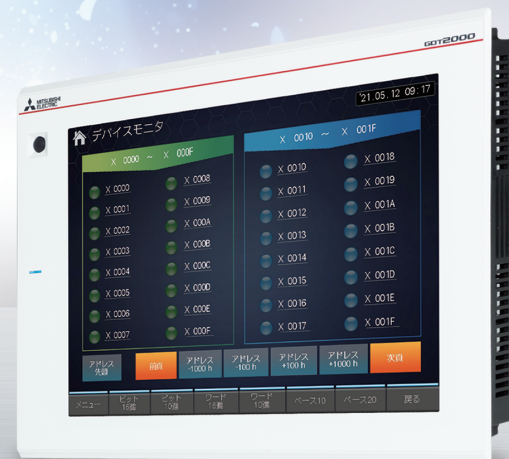 MITSUBISHI
ELECTRIC
GOT2000
'21.05.12 09:17
デバイスモニタ
X 0000 ～ X 000F
X 0000
X 0001
X 0002
X 0003
X 0004
X 0005
X 0006
X 0007
X 0008
X 0009
X 000A
X 000B
X 000C
X 000D
X 000E
X 000F
X 0010 ～ X 001F
X 0010
X 0011
X 0012
X 0013
X 0014
X 0015
X 0016
X 0017
X 0018
X 0019
X 001A
X 001B
X 001C
X 001D
X 001E
X 001F
アドレス
先頭
前頁
アドレス
-1000 h
アドレス
-100 h
アドレス
+100 h
アドレス
+1000 h
次頁
メニュー
ビット
16進
ビット
10進
ワード
16進
ワード
10進
ベース10
ベース20
戻る